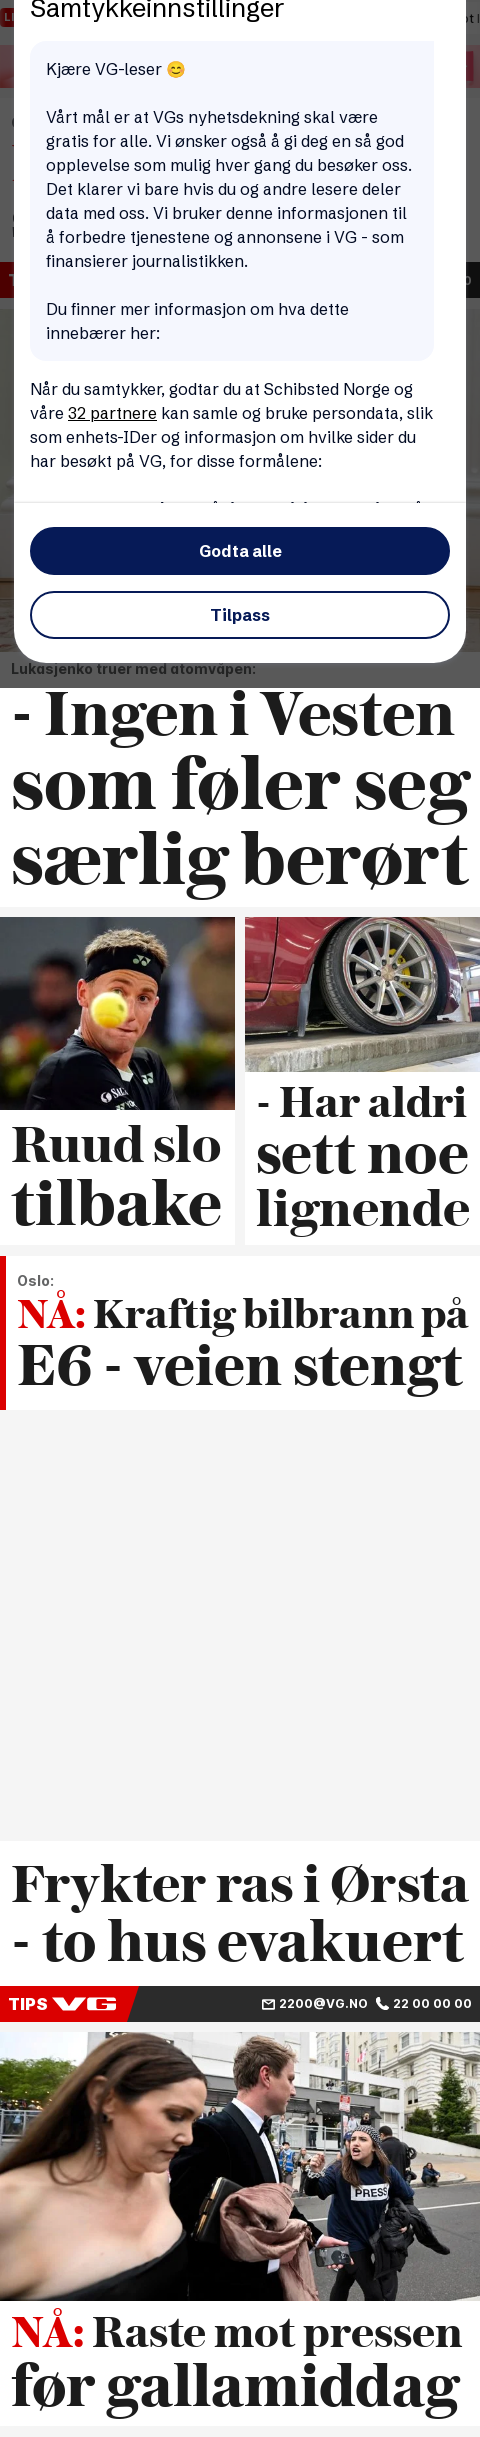 Samtykkeinnstillinger
Kjære VG-leser 😊
Vårt mål er at VGs nyhetsdekning skal være
gratis for alle. Vi ønsker også å gi deg en så god
opplevelse som mulig hver gang du besøker oss.
Det klarer vi bare hvis du og andre lesere deler
data med oss. Vi bruker denne informasjonen til
å forbedre tjenestene og annonsene i VG - som
finansierer journalistikken.
Du finner mer informasjon om hva dette
innebærer her:
Når du samtykker, godtar du at Schibsted Norge og
våre 32 partnere kan samle og bruke persondata, slik
som enhets-IDer og informasjon om hvilke sider du
har besøkt på VG, for disse formålene:
Godta alle
Tilpass
Lukasjenko truer med atomvåpen:
- Ingen i Vesten
som føler seg
særlig berørt
Ruud slo
tilbake
- Har aldri
sett noe
lignende
Oslo:
NÅ: Kraftig bilbrann på
E6 - veien stengt
Frykter ras i Ørsta
- to hus evakuert
TIPS VG 2200@VG.NO 22 00 00 00
PRESS
NÅ: Raste mot pressen
før gallamiddag